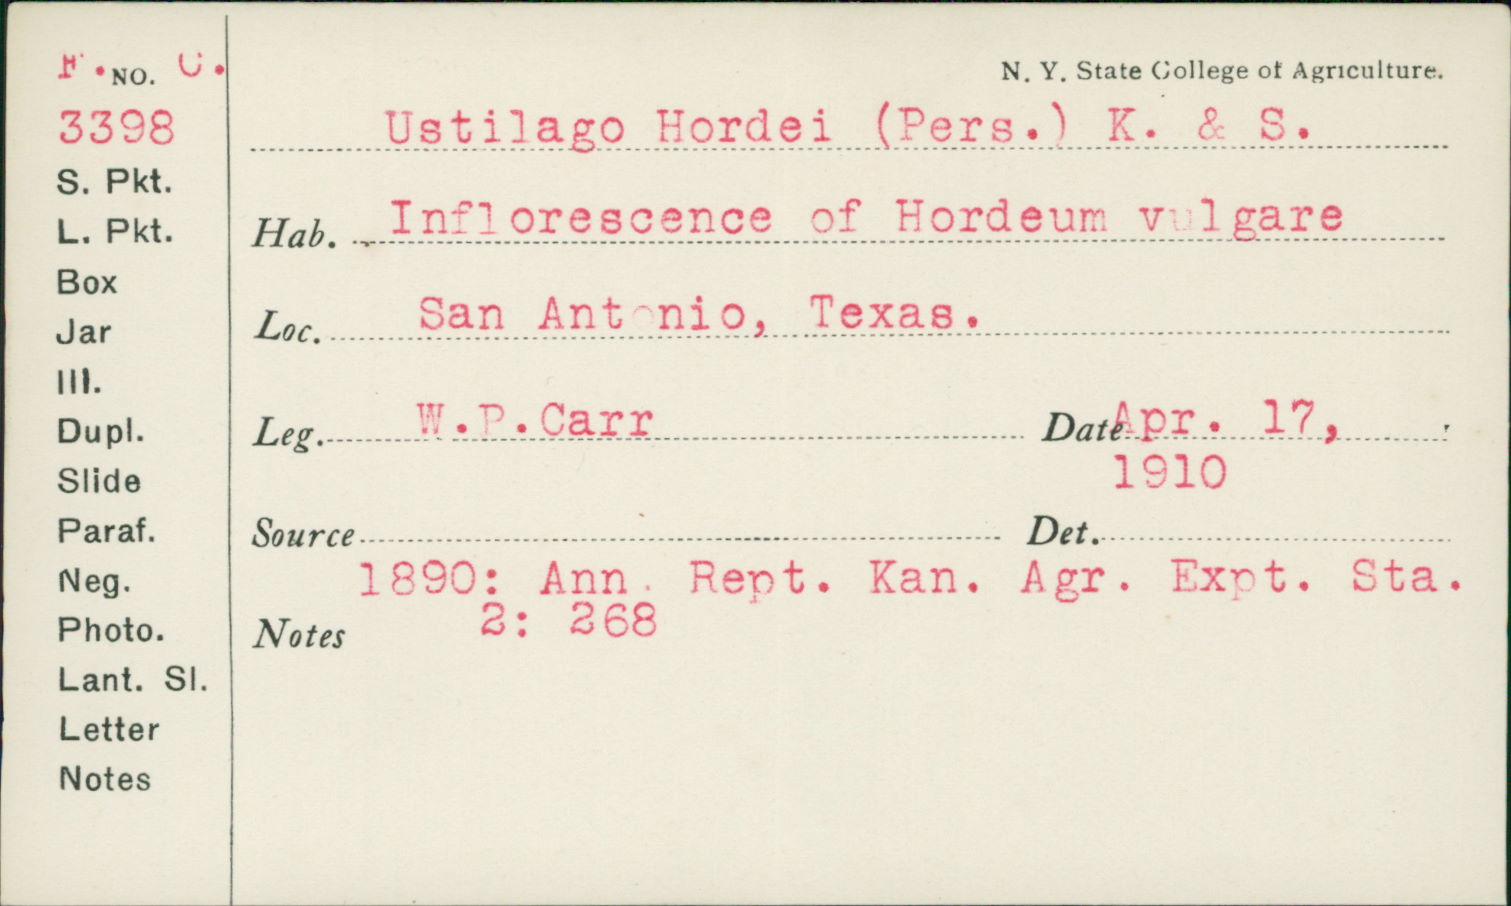 F. NO. C.
N. Y. State College of Agriculture.
3398
Ustilago Hordei (Pers.) K. & S.
S. Pkt.
L. Pkt.
Hab. Inflorescence of Hordeum vulgare
Box
Jar
Loc. San Antonio, Texas.
Ill.
Dupl.
Leg. W.P.Carr Date Apr. 17, ,
1910
Slide
Paraf.
Source Det.
Neg.
1890: Ann. Rept. Kan. Agr. Expt. Sta.
2: 268
Photo.
Notes
Lant. Sl.
Letter
Notes